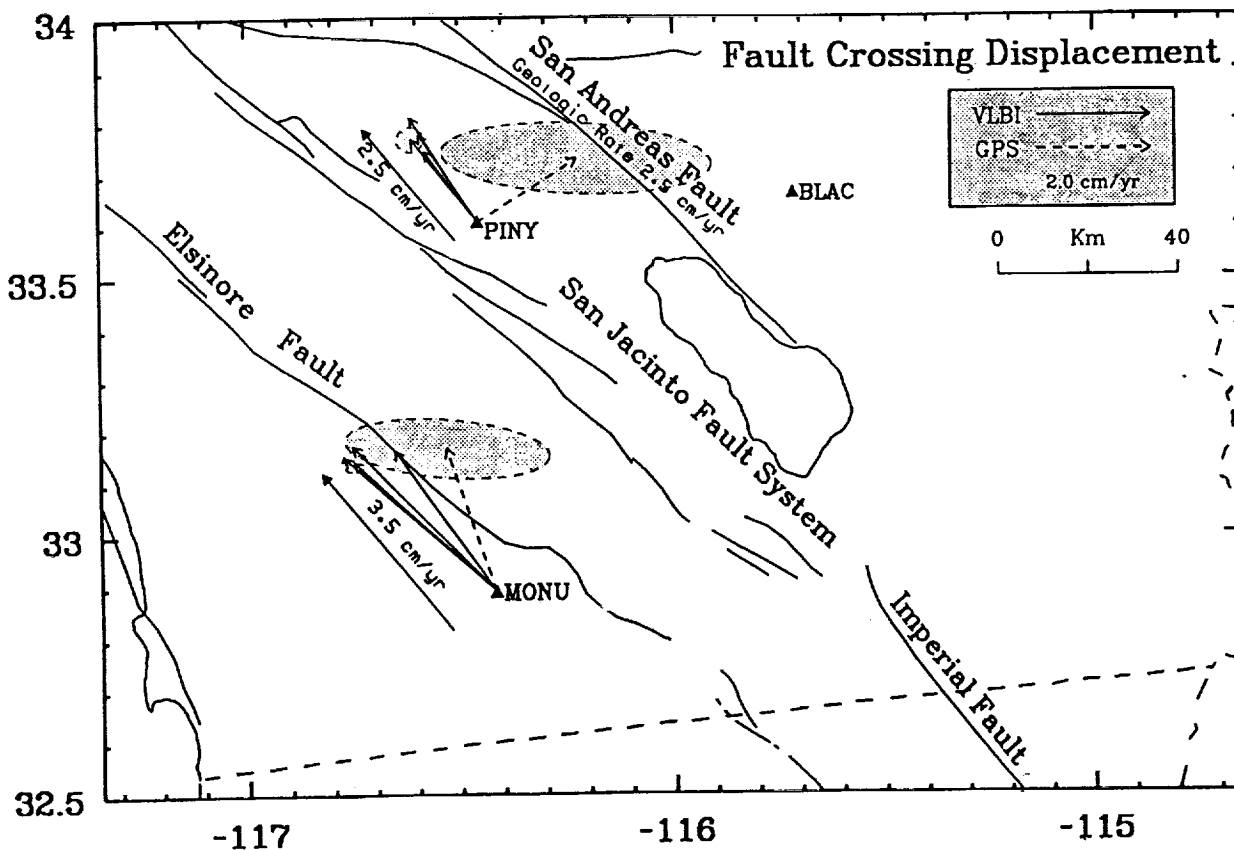 34
Fault Crossing Displacement
San Andreas Fault
Geologic Rate 2.5 cm/yr
VLBI
GPS
2.0 cm/yr
2.5 cm/yr
BLAC
PINY
0 Km 40
33.5
Elsinore Fault
San Jacinto Fault System
33
3.5 cm/yr
MONU
Imperial Fault
32.5
-117
-116
-115